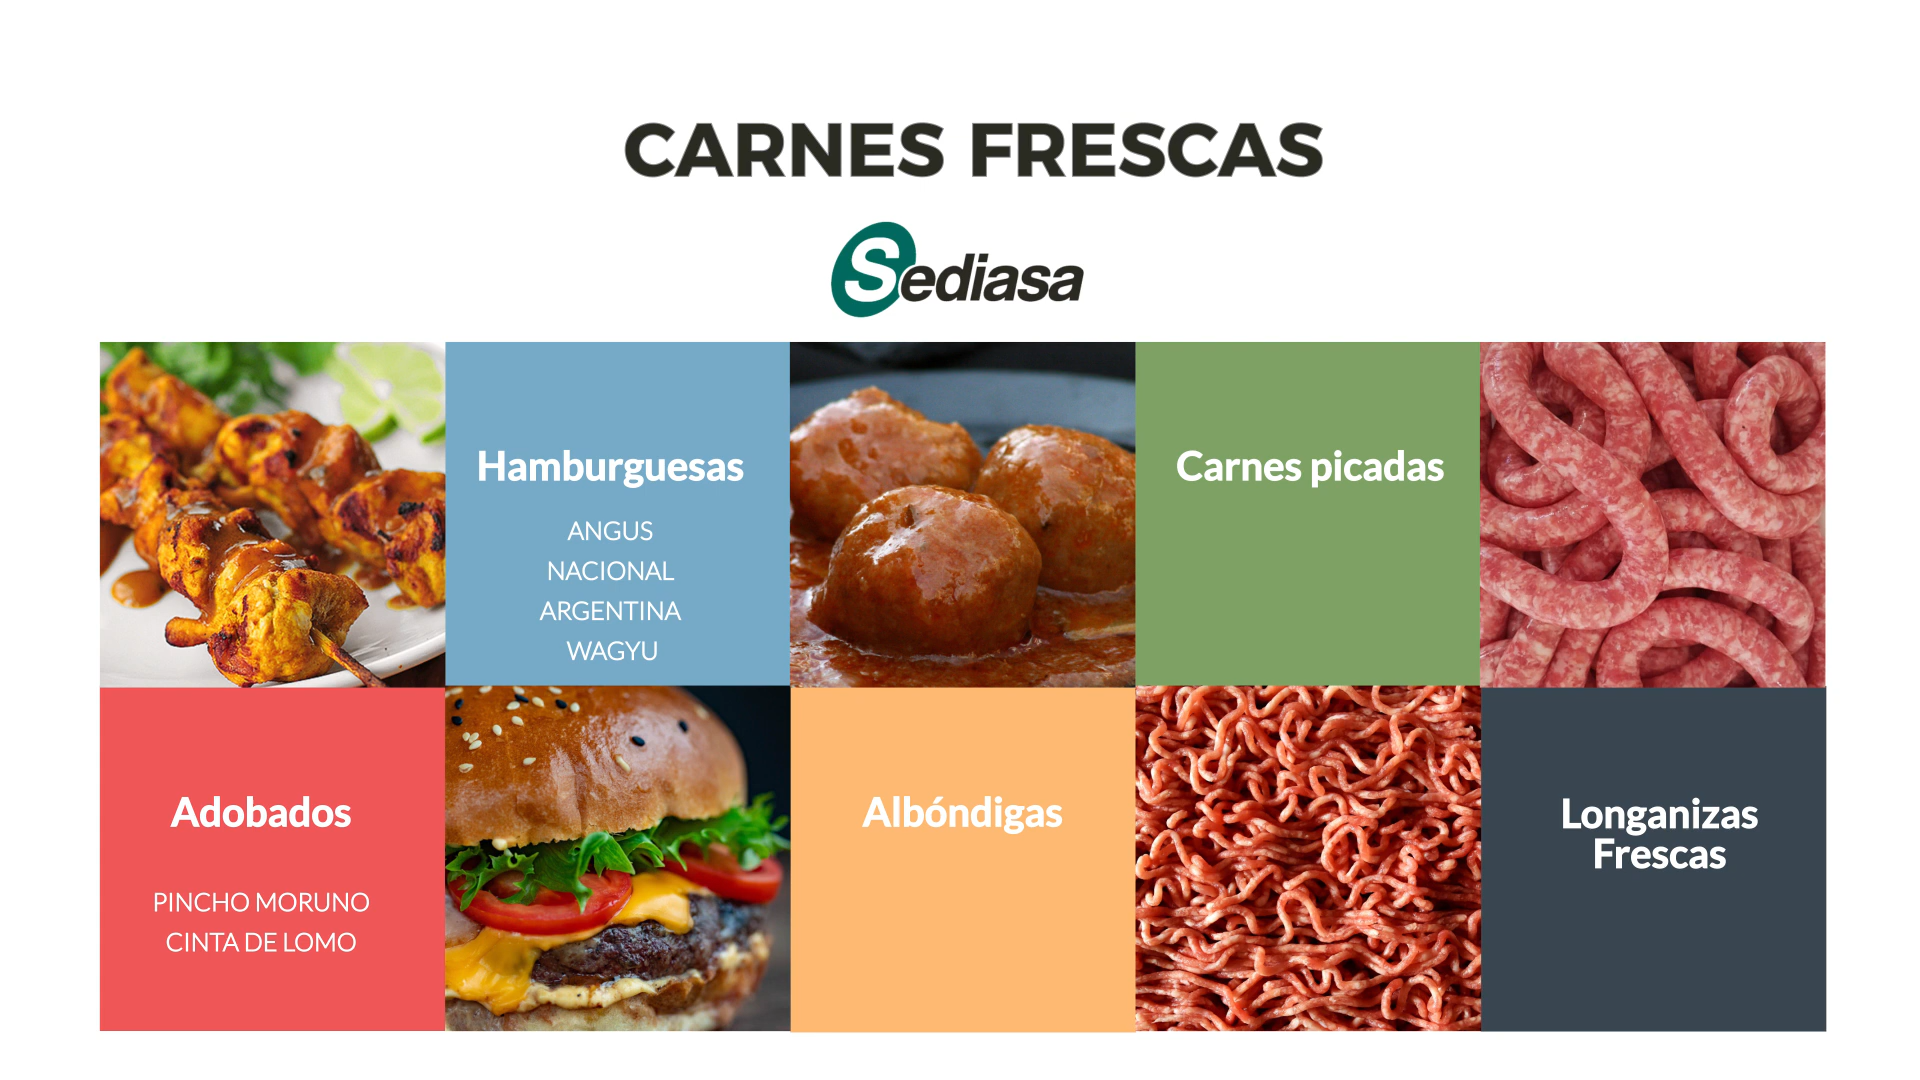 CARNES FRESCAS
Sediasa
Hamburguesas
ANGUS
NACIONAL
ARGENTINA
WAGYU
Carnes picadas
Adobados
PINCHO MORUNO
CINTA DE LOMO
Albóndigas
Longanizas
Frescas